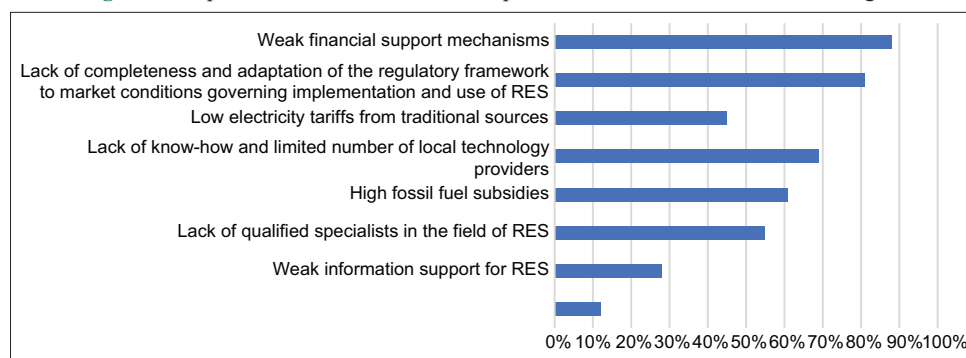 Weak financial support mechanisms
Lack of completeness and adaptation of the regulatory framework
to market conditions governing implementation and use of RES
Low electricity tariffs from traditional sources
Lack of know-how and limited number of local technology
providers
High fossil fuel subsidies
Lack of qualified specialists in the field of RES
Weak information support for RES
0% 10% 20% 30% 40% 50% 60% 70% 80% 90%100%